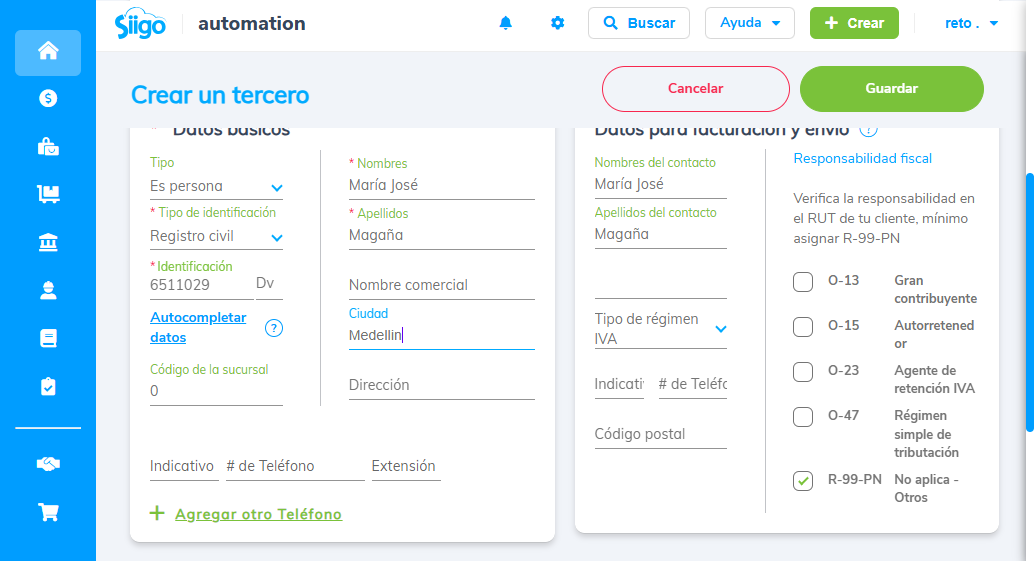 Siigo
automation
Buscar
Ayuda
Crear
reto .
Crear un tercero
Cancelar
Guardar
* Datos básicos
Tipo
Es persona
* Tipo de identificación
Registro civil
* Identificación
6511029
Dv
Autocompletar
datos
?
Código de la sucursal
0
* Nombres
María José
* Apellidos
Magaña
Nombre comercial
Ciudad
Medellin
Dirección
Indicativo
# de Teléfono
Extensión
Agregar otro Teléfono
Datos para facturación y envío ?
Nombres del contacto
María José
Apellidos del contacto
Magaña
Tipo de régimen
IVA
Indicati
# de Teléfo
Código postal
Responsabilidad fiscal
Verifica la responsabilidad en
el RUT de tu cliente, mínimo
asignar R-99-PN
O-13 Gran
contribuyente
O-15 Autorretened
or
O-23 Agente de
retención IVA
O-47 Régimen
simple de
tributación
R-99-PN No aplica -
Otros